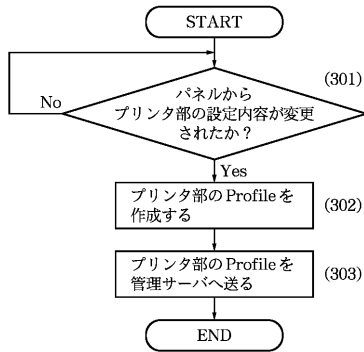 START
(301)
パネルから
プリンタ部の設定内容が変更
されたか？
No
Yes
プリンタ部のProfileを
作成する
(302)
プリンタ部のProfileを
管理サーバへ送る
(303)
END